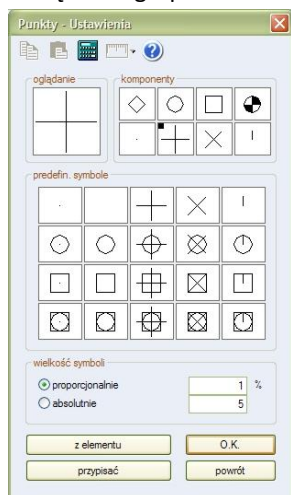 Punkty - Ustawienia
oglądanie
komponenty
predefin. symbole
wielkość symboli
proporcjonalnie
1 %
absolutnie
5
z elementu
O.K.
przypisać
powrót